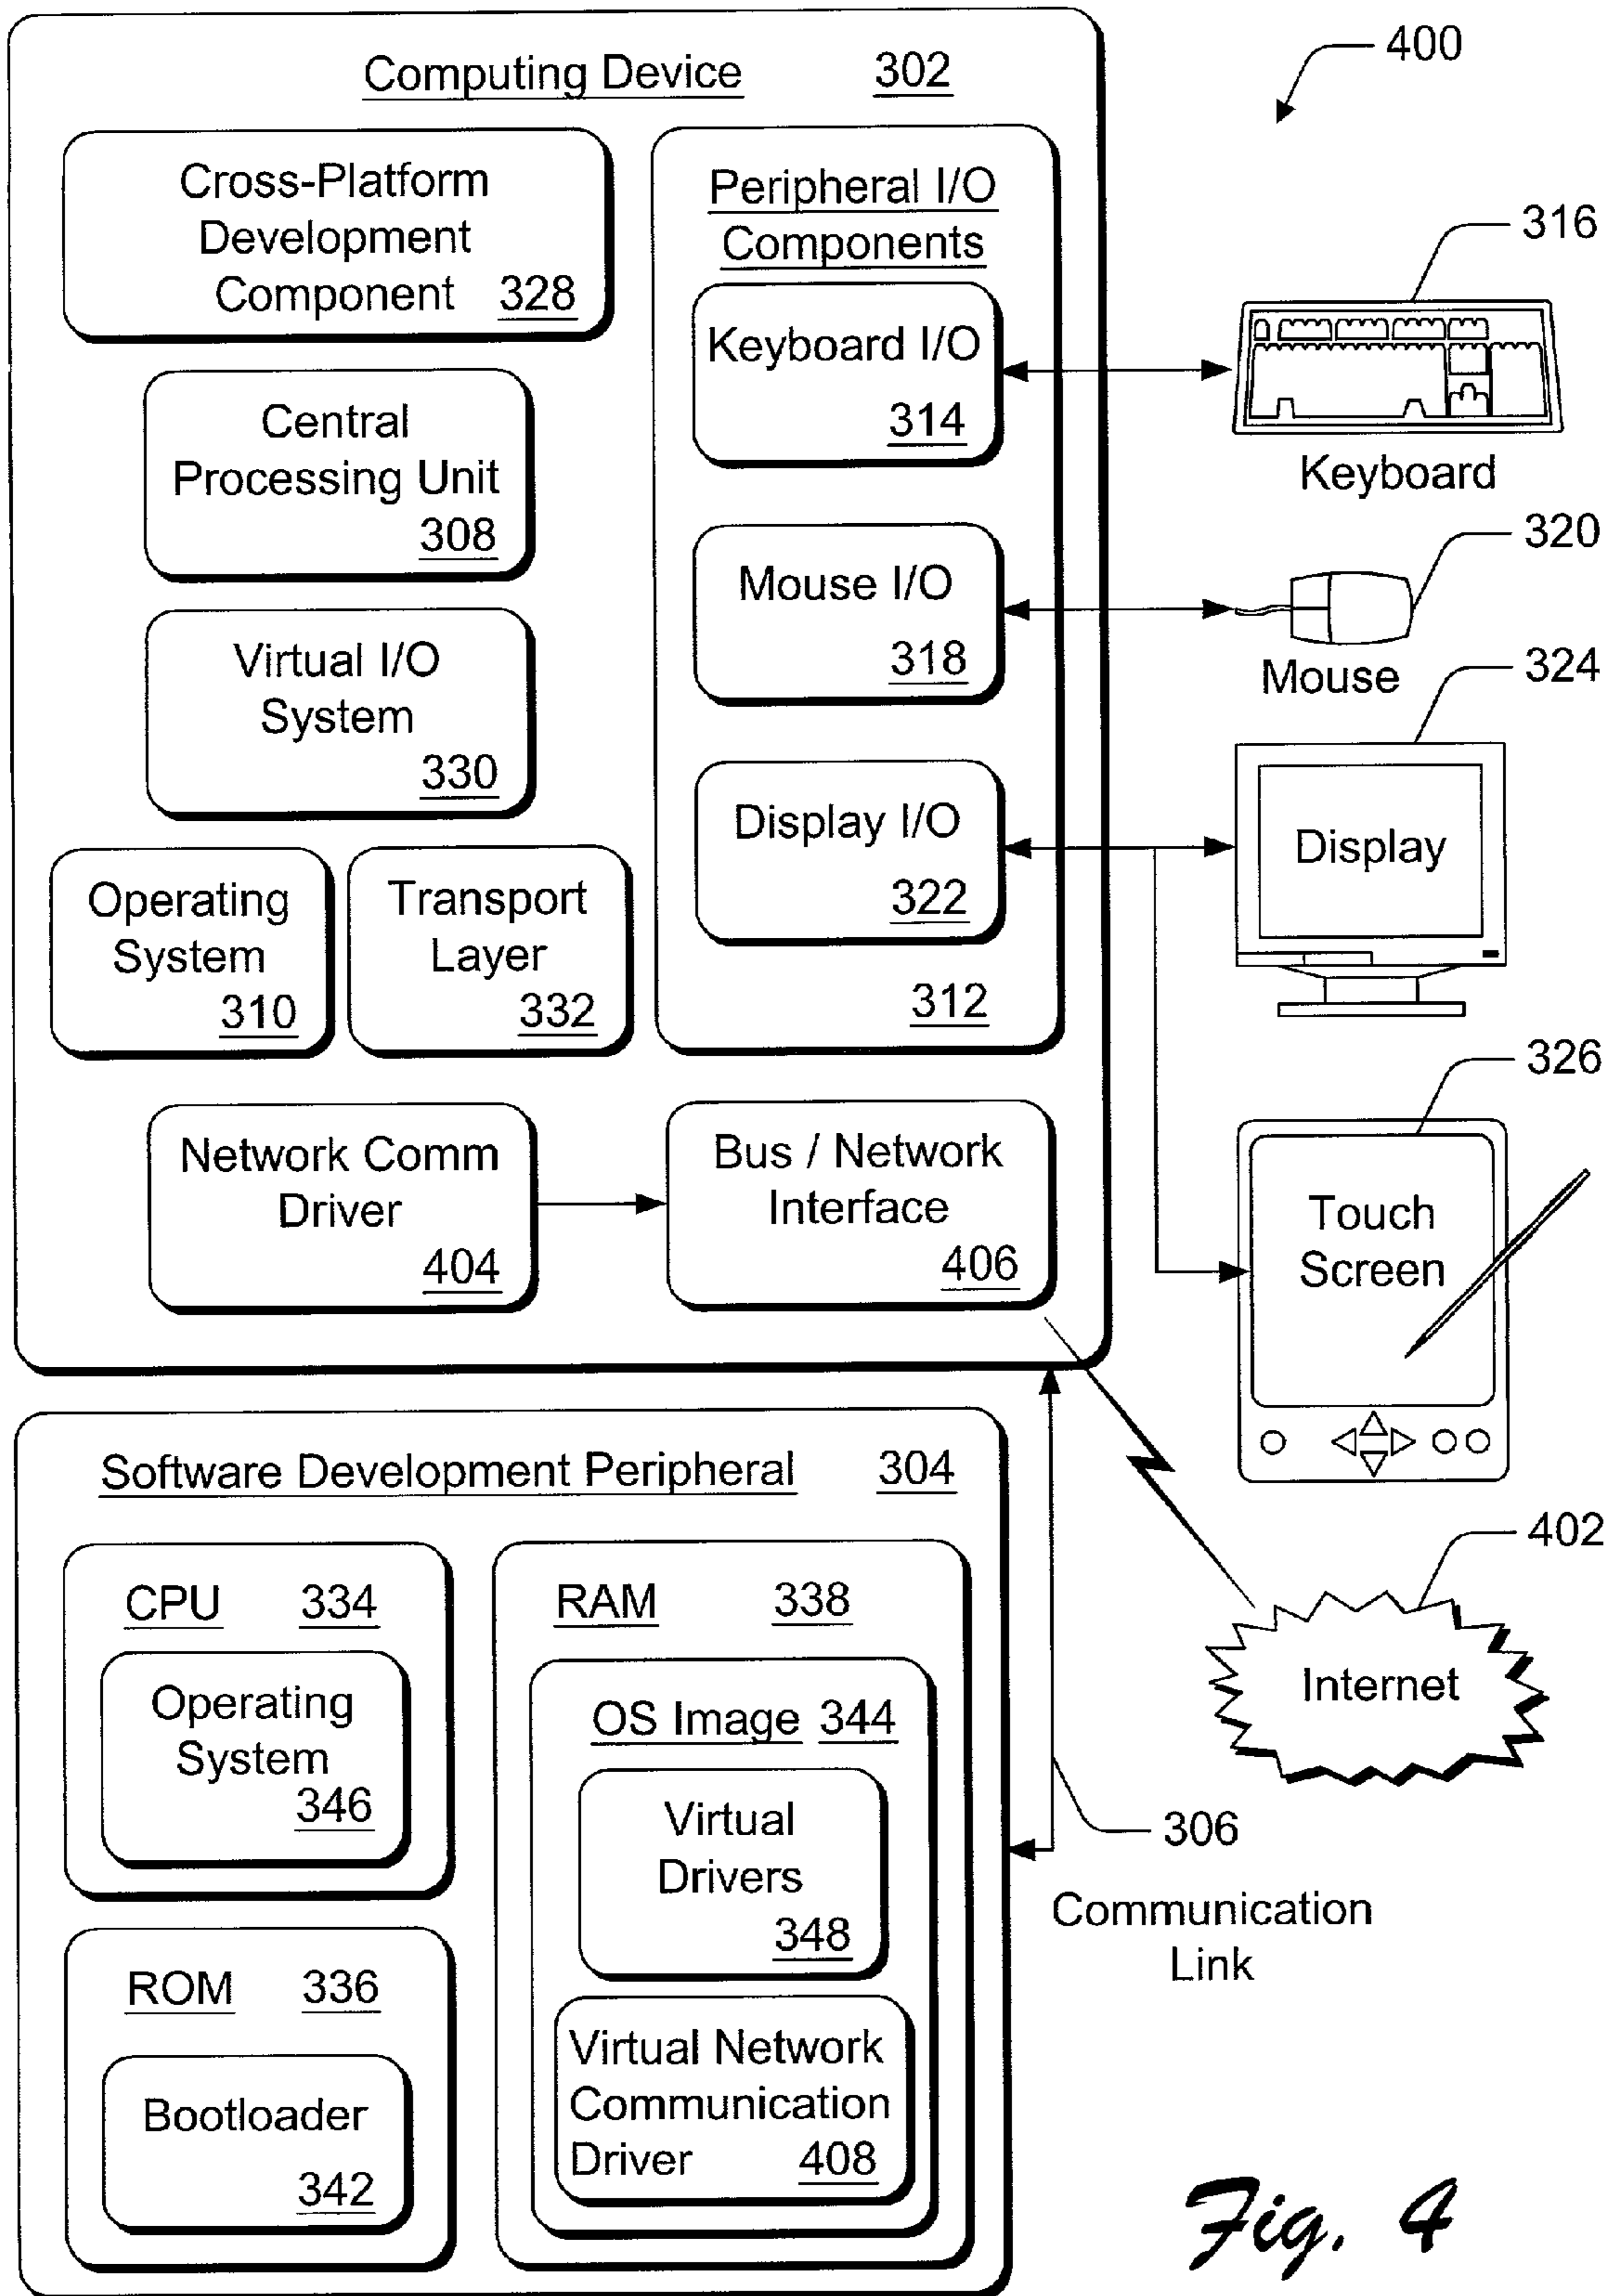 Computing Device 302
400
Cross-Platform
Development
Component 328
Central
Processing Unit
308
Virtual I/O
System
330
Operating
System
310
Transport
Layer
332
Peripheral I/O
Components
Keyboard I/O
314
Mouse I/O
318
Display I/O
322
312
Network Comm
Driver
404
Bus / Network
Interface
406
316
Keyboard
320
Mouse
324
Display
326
Touch
Screen
402
Internet
306
Communication
Link
Software Development Peripheral 304
CPU 334
Operating
System
346
ROM 336
Bootloader
342
RAM 338
OS Image 344
Virtual
Drivers
348
Virtual Network
Communication
Driver 408
Fig. 4